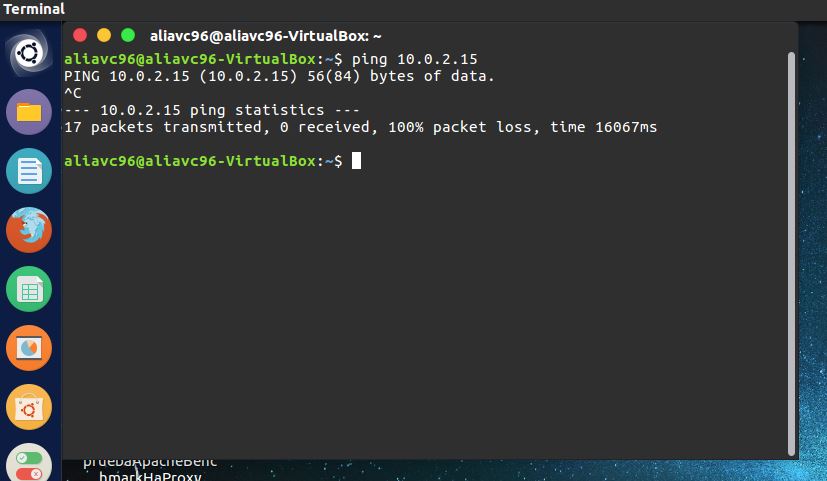 Terminal
aliavc96@aliavc96-VirtualBox: ~
aliavc96@aliavc96-VirtualBox:~$ ping 10.0.2.15
PING 10.0.2.15 (10.0.2.15) 56(84) bytes of data.
^C
--- 10.0.2.15 ping statistics ---
17 packets transmitted, 0 received, 100% packet loss, time 16067ms
aliavc96@aliavc96-VirtualBox:~$
pruebaApacheBenc
hmarkHaProxy